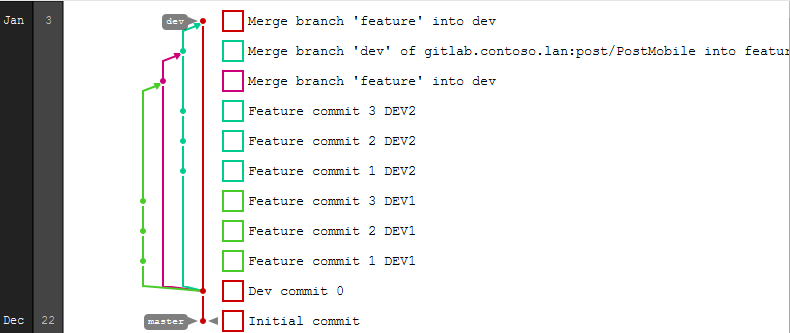 Jan 3 dev Merge branch 'feature' into dev
Merge branch 'dev' of gitlab.contoso.lan:post/PostMobile into featur
Merge branch 'feature' into dev
Feature commit 3 DEV2
Feature commit 2 DEV2
Feature commit 1 DEV2
Feature commit 3 DEV1
Feature commit 2 DEV1
Feature commit 1 DEV1
Dev commit 0
Dec 22 master Initial commit